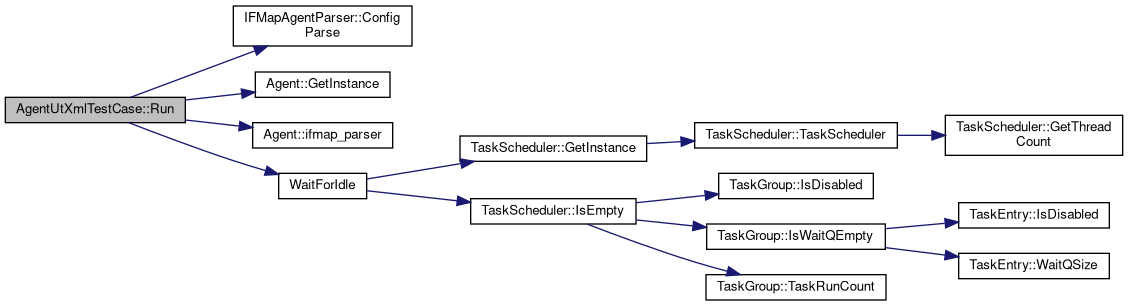 IFMapAgentParser::Config
Parse
Agent::GetInstance
AgentUtXmlTestCase::Run
Agent::ifmap_parser
WaitForIdle
TaskScheduler::GetInstance
TaskScheduler::TaskScheduler
TaskScheduler::GetThread
Count
TaskScheduler::IsEmpty
TaskGroup::IsDisabled
TaskGroup::IsWaitQEmpty
TaskEntry::IsDisabled
TaskEntry::WaitQSize
TaskGroup::TaskRunCount